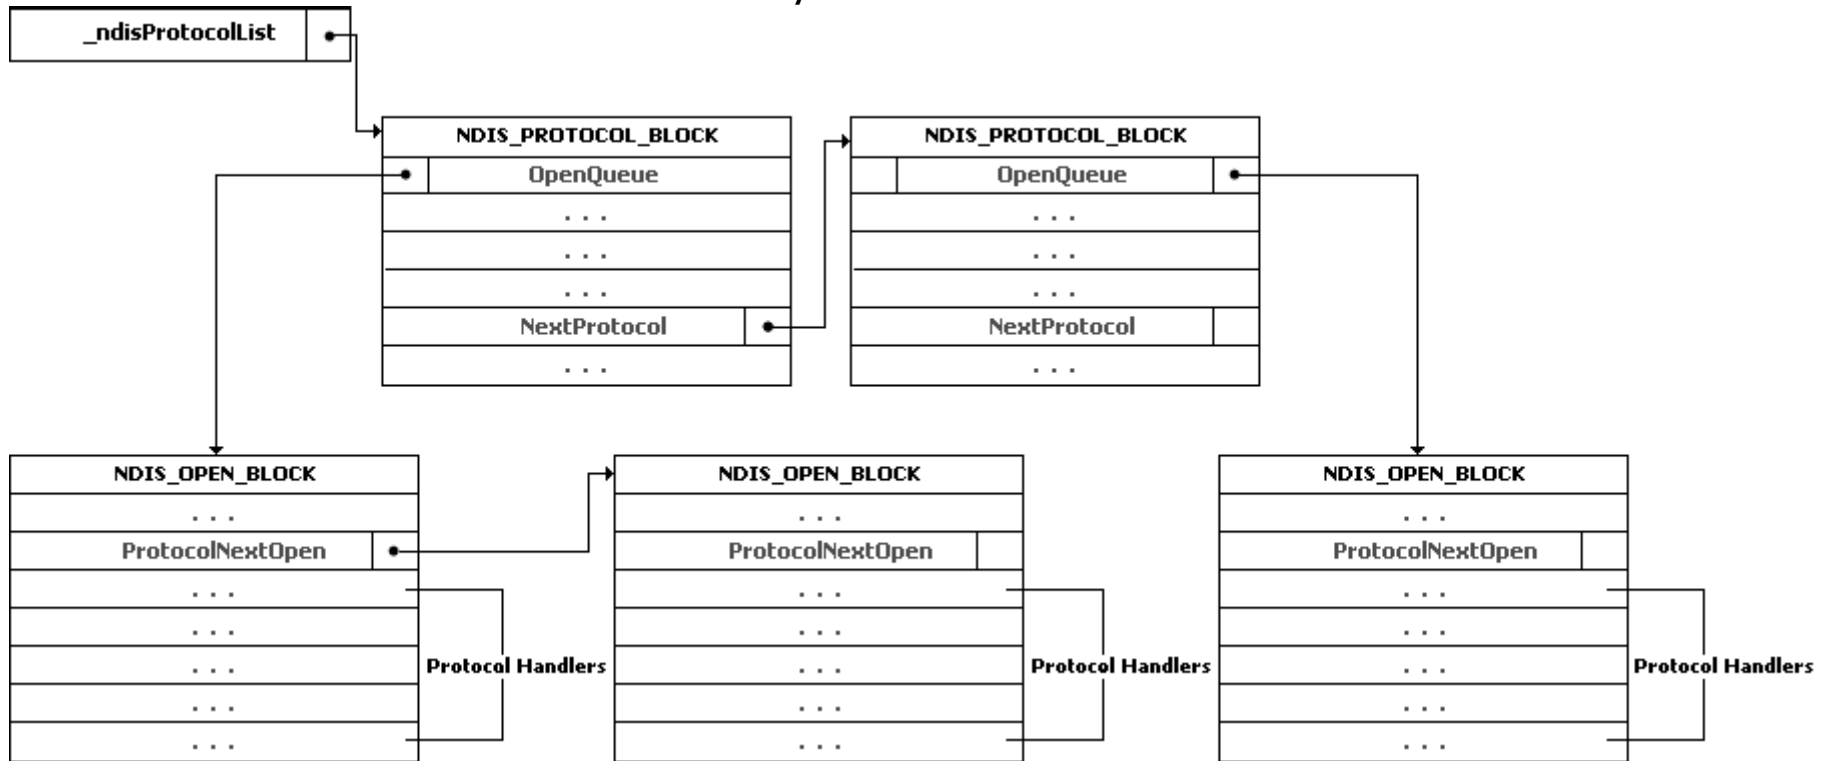 _ndisProtocolList
NDIS_PROTOCOL_BLOCK
OpenQueue
. . .
. . .
. . .
NextProtocol
. . .
NDIS_PROTOCOL_BLOCK
OpenQueue
. . .
. . .
. . .
NextProtocol
. . .
NDIS_OPEN_BLOCK
. . .
ProtocolNextOpen
. . .
. . .
. . .
. . .
. . .
Protocol Handlers
NDIS_OPEN_BLOCK
. . .
ProtocolNextOpen
. . .
. . .
. . .
. . .
. . .
Protocol Handlers
NDIS_OPEN_BLOCK
. . .
ProtocolNextOpen
. . .
. . .
. . .
. . .
. . .
Protocol Handlers